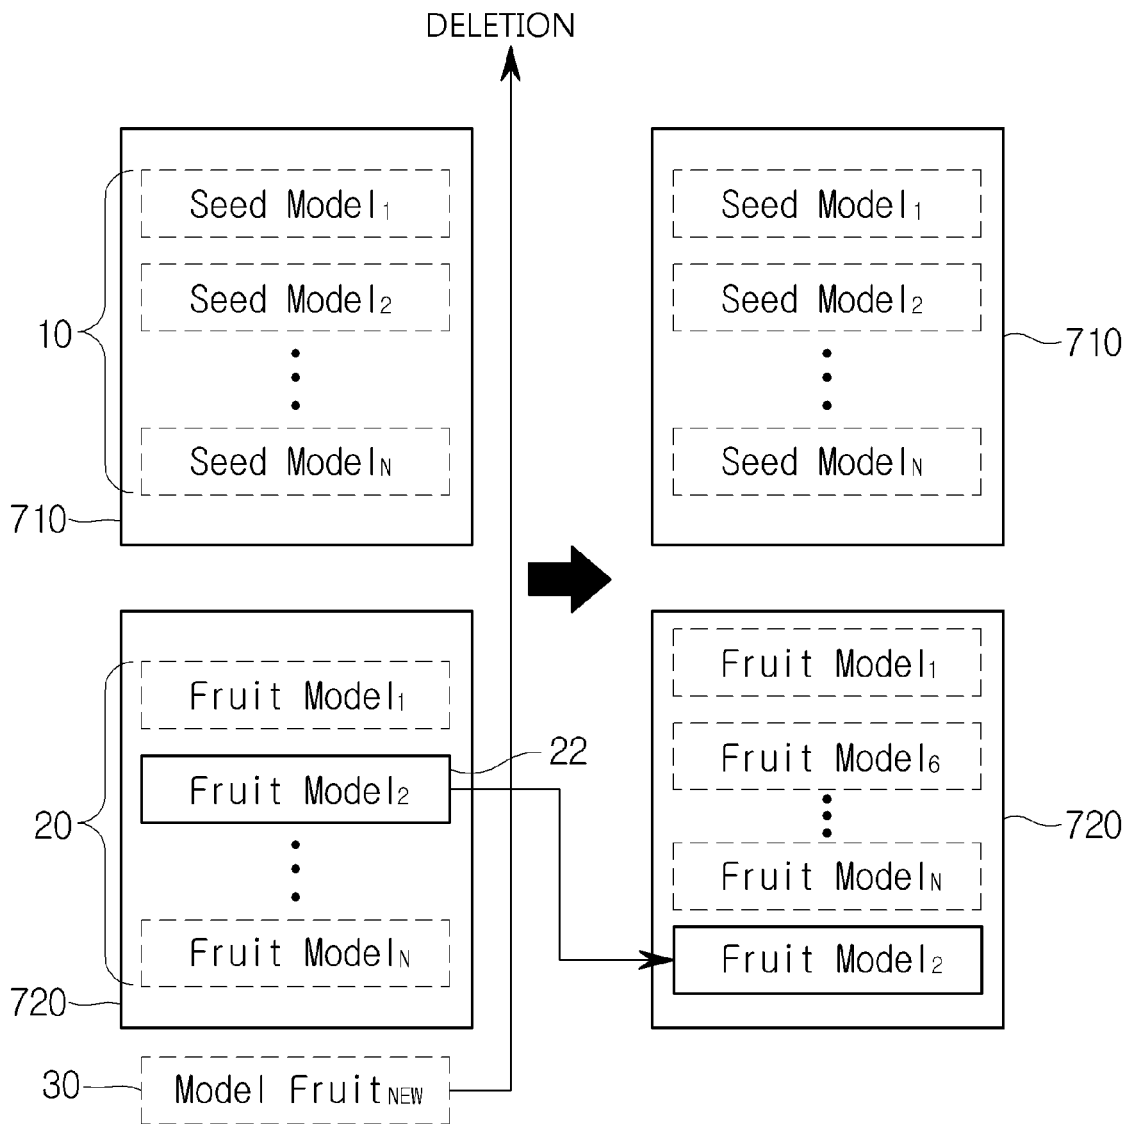 DELETION
Seed Model1
Seed Model2
Seed ModelN
10
710
Seed Model1
Seed Model2
Seed ModelN
710
Fruit Model1
Fruit Model2
Fruit ModelN
22
20
720
Fruit Model1
Fruit Model6
Fruit ModelN
Fruit Model2
720
30
Model FruitNEW